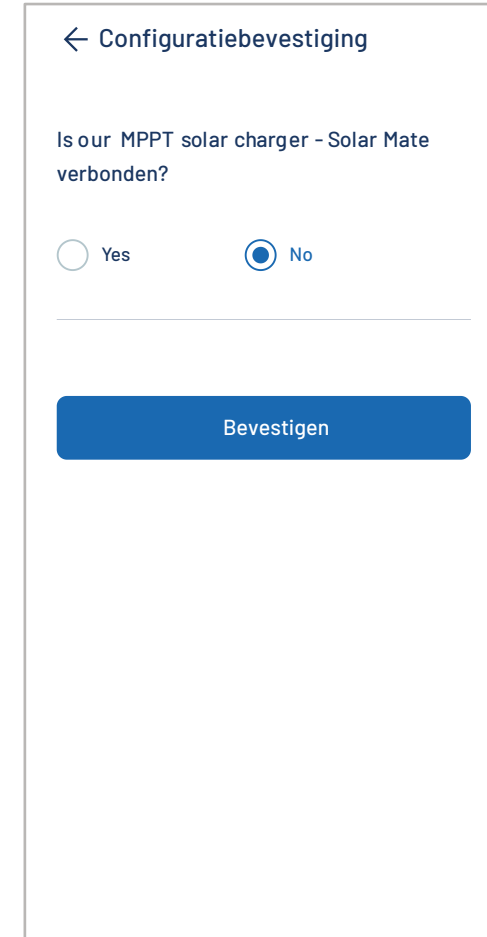 Configuratiebevestiging
Is our MPPT solar charger - Solar Mate
verbonden?
Yes No
Bevestigen